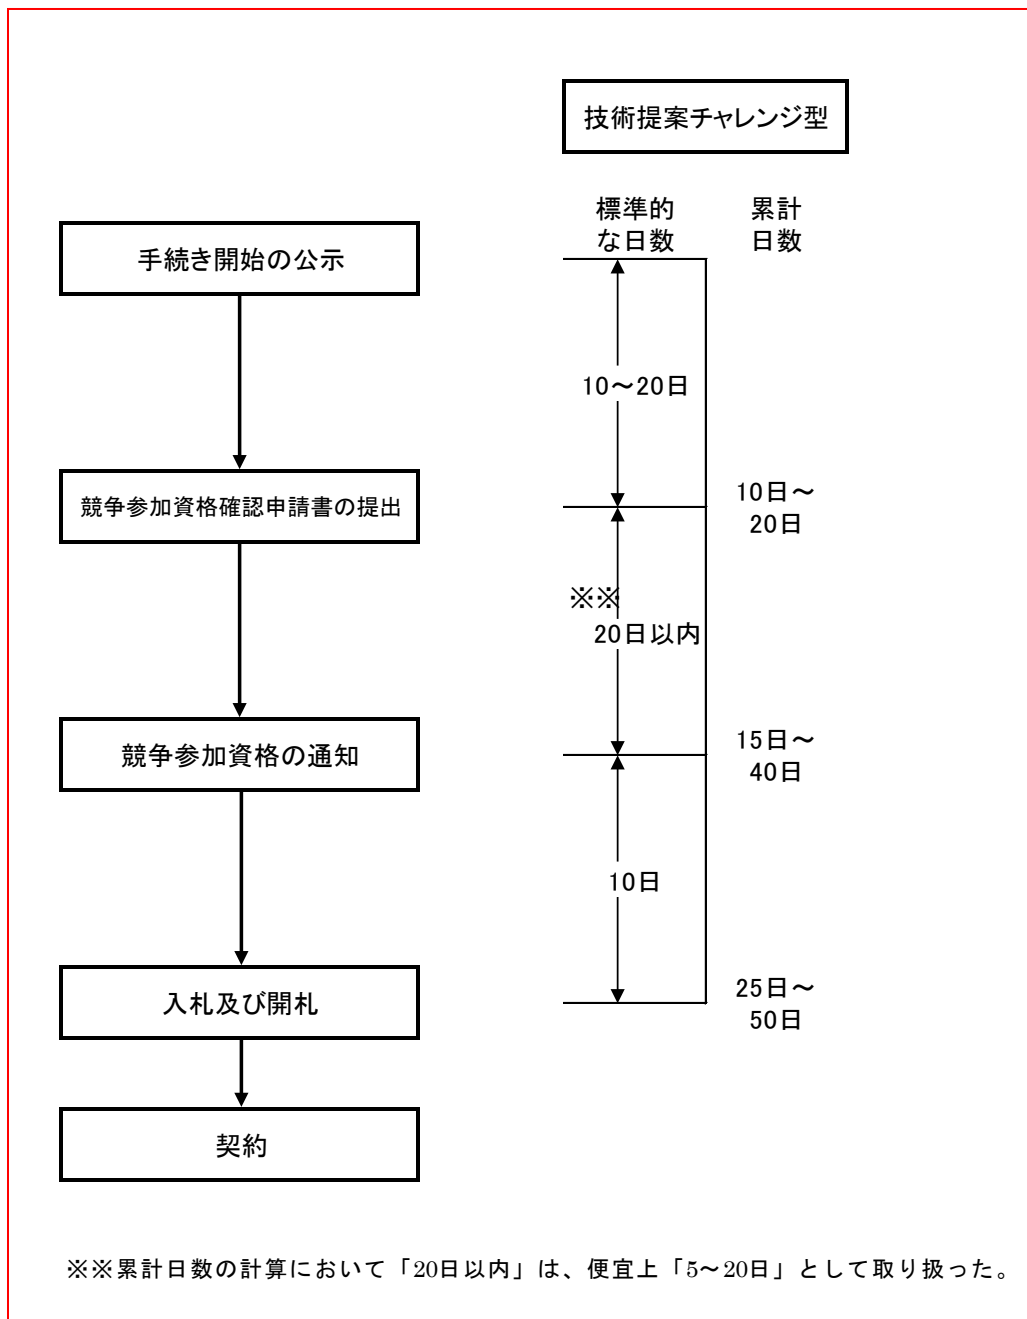 技術提案チャレンジ型
標準的
な日数
累計
日数
手続き開始の公示
10～20日
競争参加資格確認申請書の提出
10日～
20日
※※
20日以内
競争参加資格の通知
15日～
40日
10日
入札及び開札
25日～
50日
契約
※※累計日数の計算において「20日以内」は、便宜上「5～20日」として取り扱った。